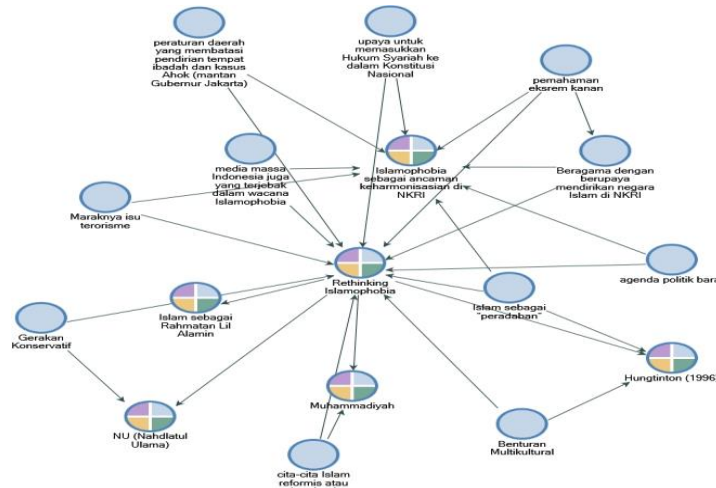 peraturan daerah
yang membatasi
pendirian tempat
ibadah dan kasus
Ahok (mantan
Gubernur Jakarta)
upaya untuk
memasukkan
Hukum Syariah ke
dalam Konstitusi
Nasional
pemahaman
eksrem kanan
media massa
Indonesia juga
yang terjebak
dalam wacana
Islamophobia
Islamophobia
sebagai ancaman
keharmonisasian di
NKRI
Beragama dengan
berupaya
mendirikan negara
Islam di NKRI
Maraknya isu
terorisme
Rethinking
Islamophobia
agenda politik bara
Islam sebagai
Rahmatan Lil
Alamin
Islam sebagai
"peradaban"
Gerakan
Konservatif
Hungtinton (1996)
Muhammadiyah
NU (Nahdlatul
Ulama)
Benturan
Multikultural
cita-cita Islam
reformis atau